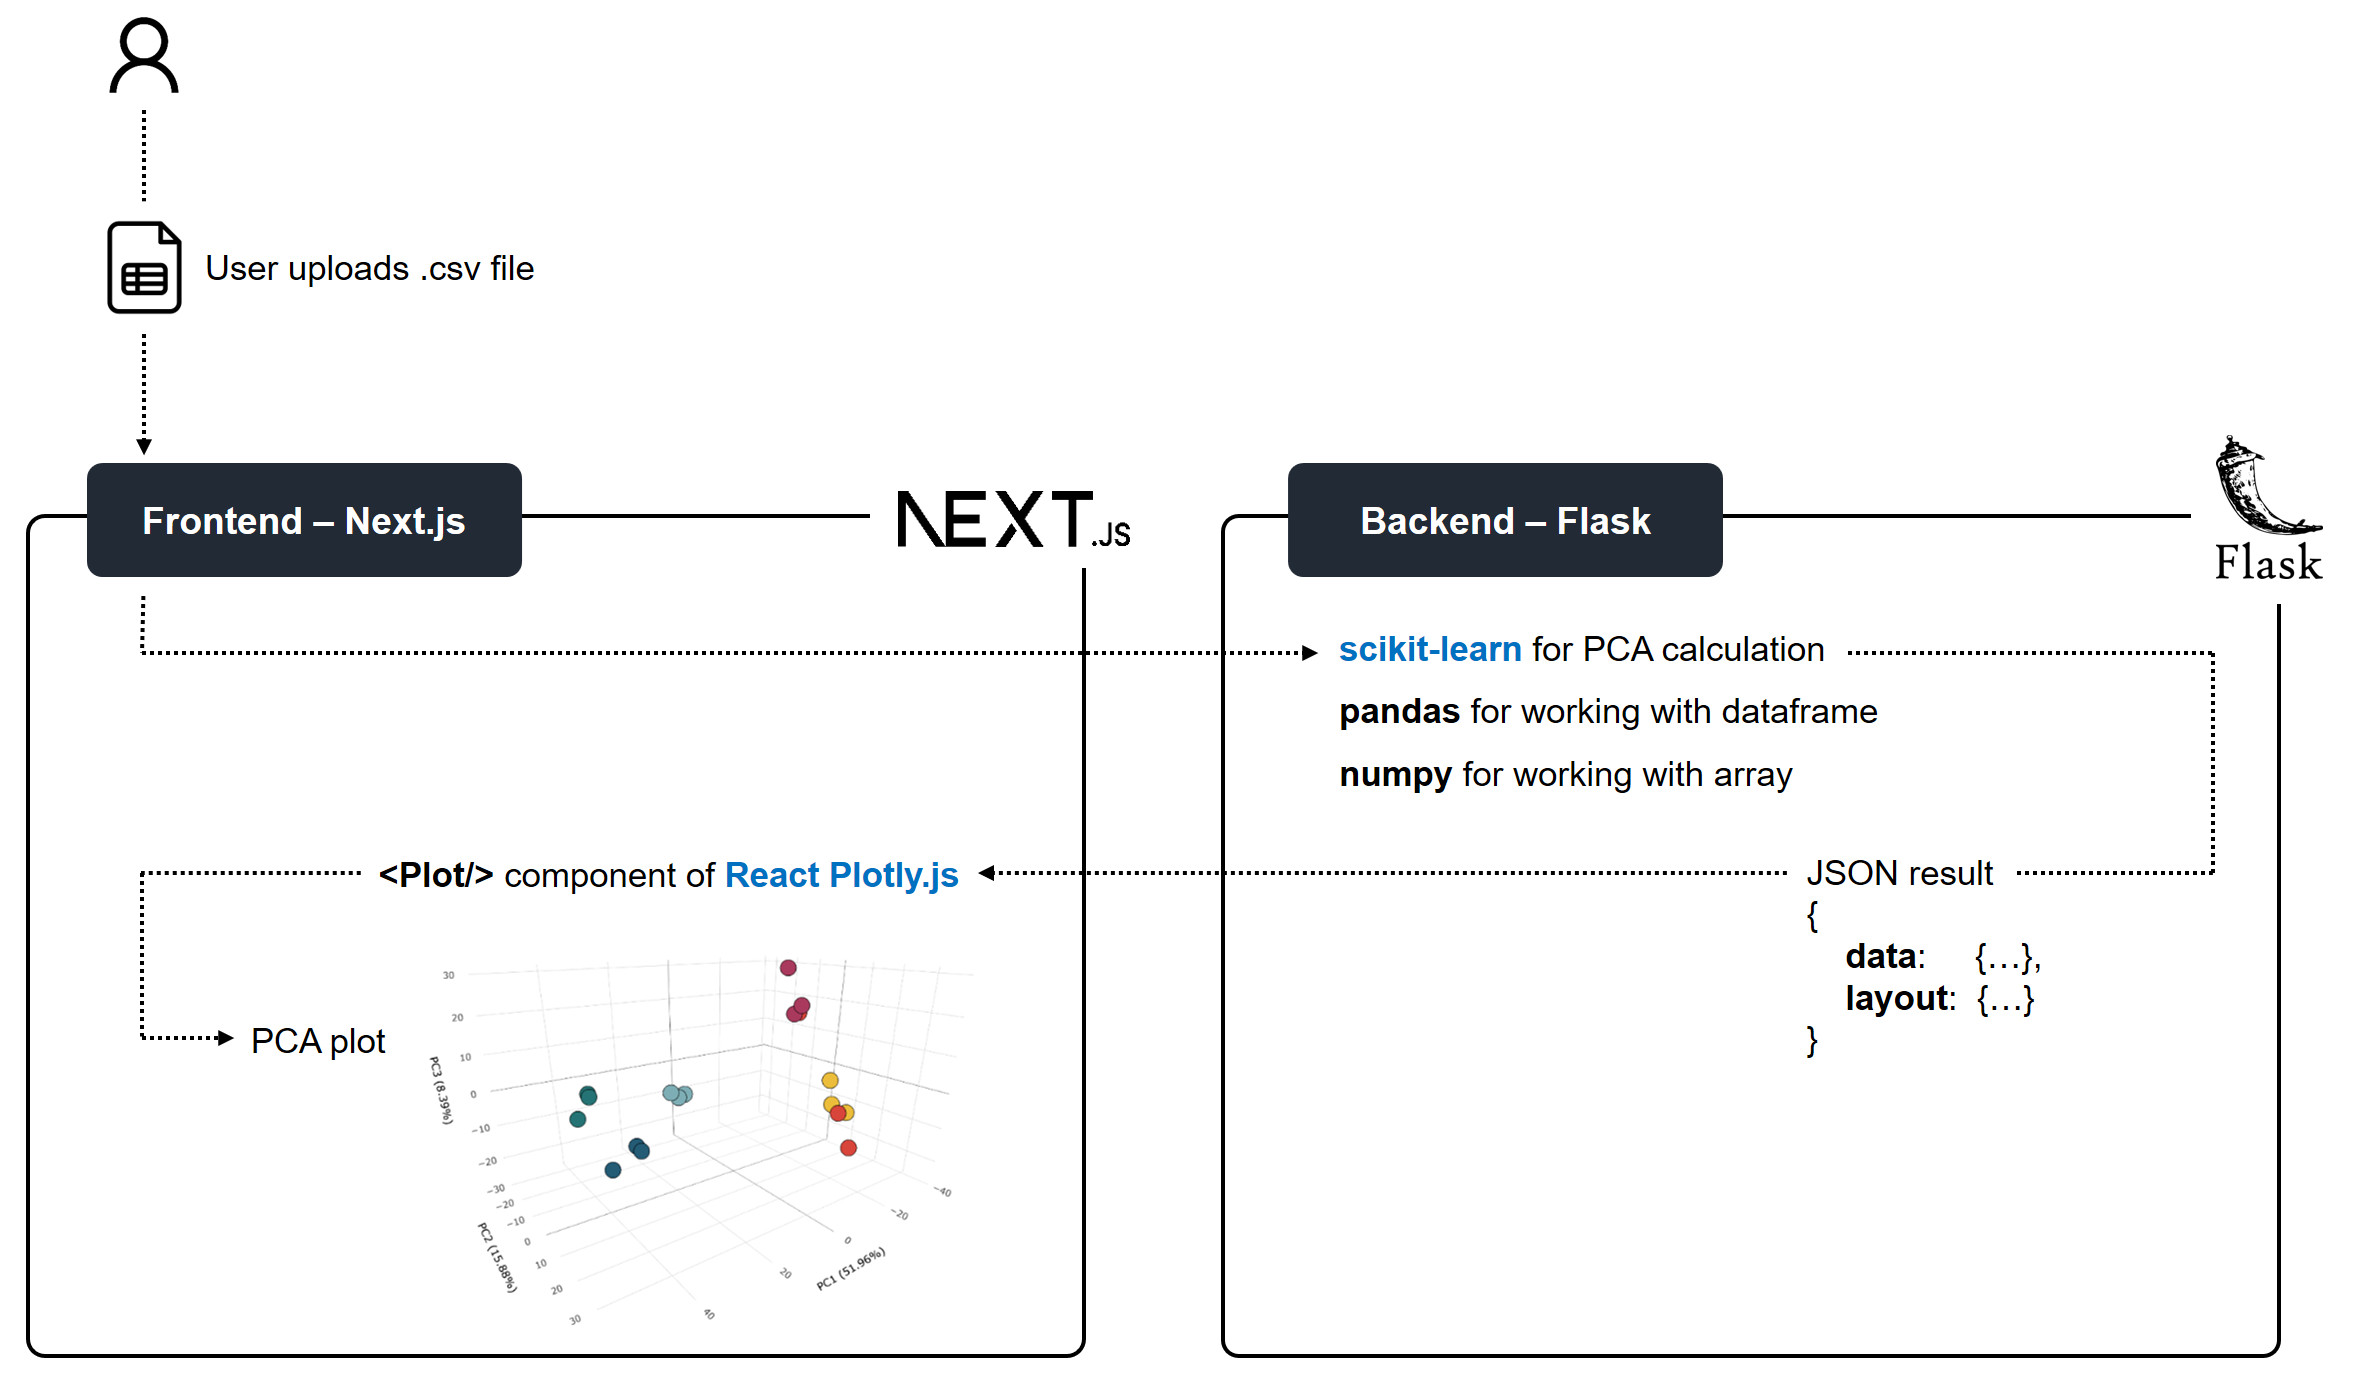 User uploads .csv file
Frontend – Next.js
NEXT.JS
Backend – Flask
Flask
scikit-learn for PCA calculation
pandas for working with dataframe
numpy for working with array
<Plot/> component of React Plotly.js
JSON result
{
data: {…},
layout: {…}
}
PCA plot
30
20
10
0
−10
−20
−30
PC3 (8.39%)
−20
−10
0
10
20
30
PC2 (15.88%)
40
20
0
−20
−40
PC1 (51.96%)